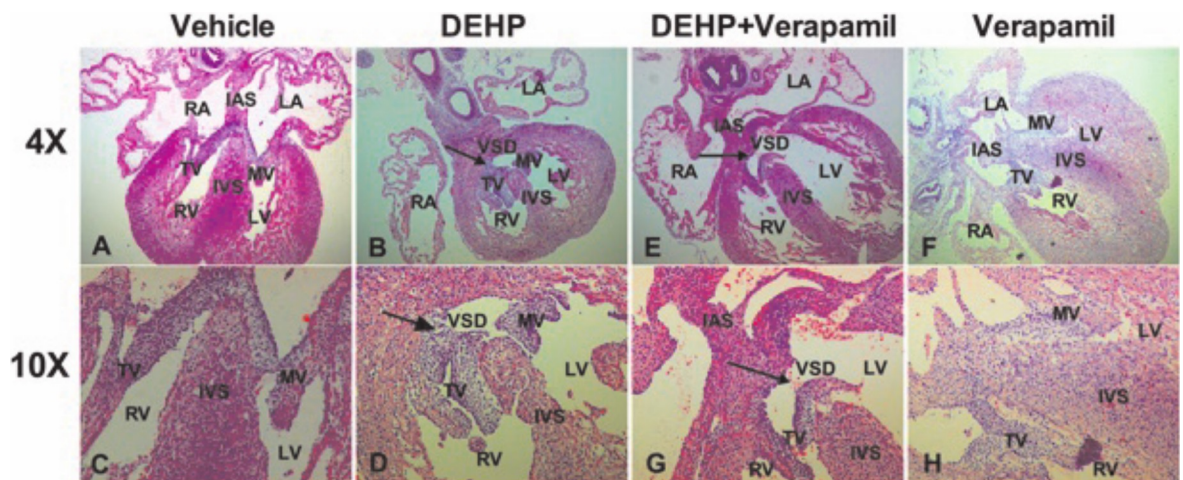 Vehicle DEHP DEHP+Verapamil Verapamil
4X
RA IAS LA TV IVS MV RV LV A
LA VSD MV TV LV IVS RA RV B
LA IAS VSD RA LV IVS RV E
LA MV LV IAS IVS TV RV RA F
10X
TV IVS MV RV LV C
VSD MV LV TV IVS RV D
IAS VSD LV TV RV IVS G
MV LV IVS TV RV H